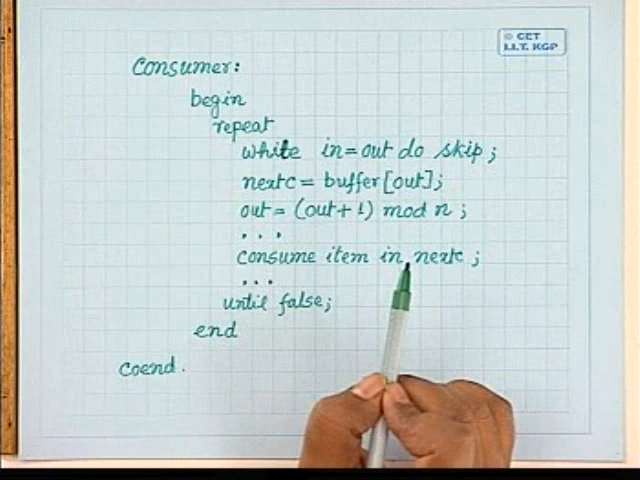 © CET
I.I.T. KGP
Consumer:
begin
repeat
while in=out do skip;
nextc = buffer[out];
out = (out+1) mod n;
...
consume item in nextc;
...
until false;
end
coend.